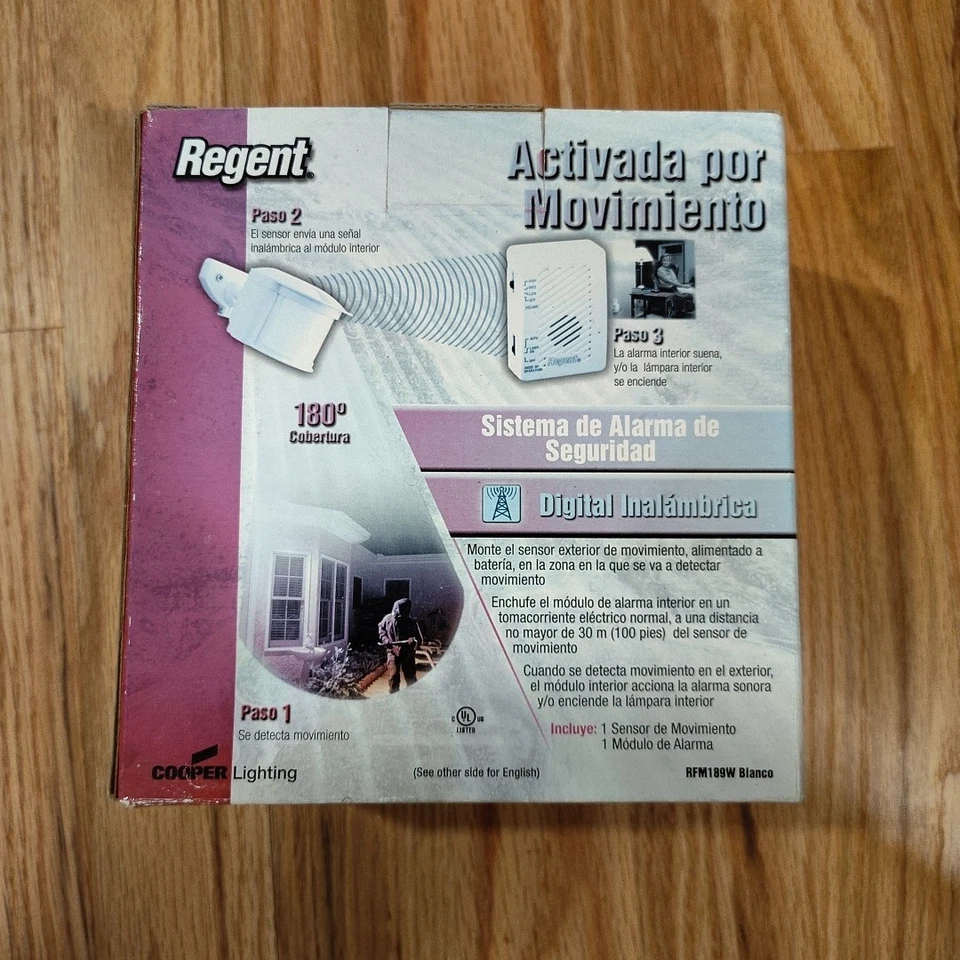 Regent®
Activada por
Movimiento
Paso 2
El sensor envía una señal
inalámbrica al módulo interior
Regent®
Paso 3
La alarma interior suena,
y/o la lámpara interior
se enciende
180º
Cobertura
Sistema de Alarma de
Seguridad
Digital Inalámbrica
Monte el sensor exterior de movimiento, alimentado a
batería, en la zona en la que se va a detectar
movimiento
Enchufe el módulo de alarma interior en un
tomacorriente eléctrico normal, a una distancia
no mayor de 30 m (100 pies) del sensor de
movimiento
Cuando se detecta movimiento en el exterior,
el módulo interior acciona la alarma sonora
y/o enciende la lámpara interior
Incluye: 1 Sensor de Movimiento
1 Módulo de Alarma
Paso 1
Se detecta movimiento
C UL US
LISTED
COOPER Lighting
(See other side for English)
RFM189W Blanco